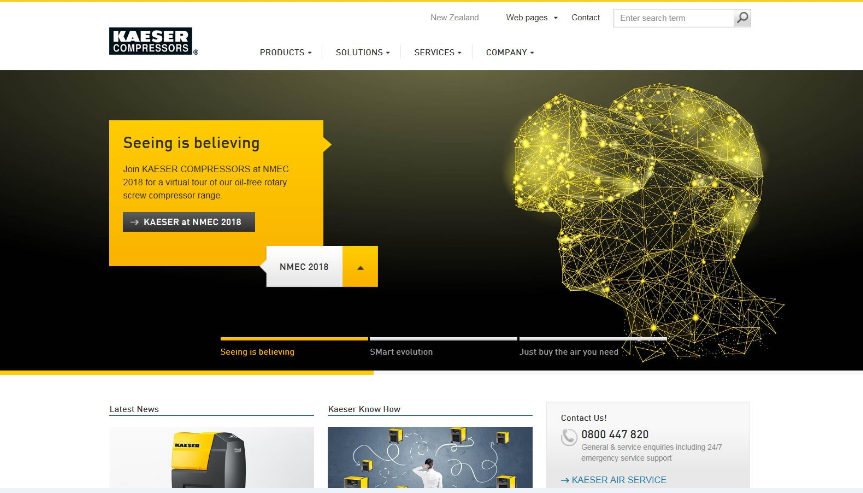 New Zealand
Web pages
Contact
Enter search term
KAESER
COMPRESSORS®
PRODUCTS
SOLUTIONS
SERVICES
COMPANY
Seeing is believing
Join KAESER COMPRESSORS at NMEC
2018 for a virtual tour of our oil-free rotary
screw compressor range.
→ KAESER at NMEC 2018
NMEC 2018
Seeing is believing
SMart evolution
Just buy the air you need
Latest News
Kaeser Know How
Contact Us!
0800 447 820
General & service enquiries including 24/7
emergency service support
→ KAESER AIR SERVICE
KAESER